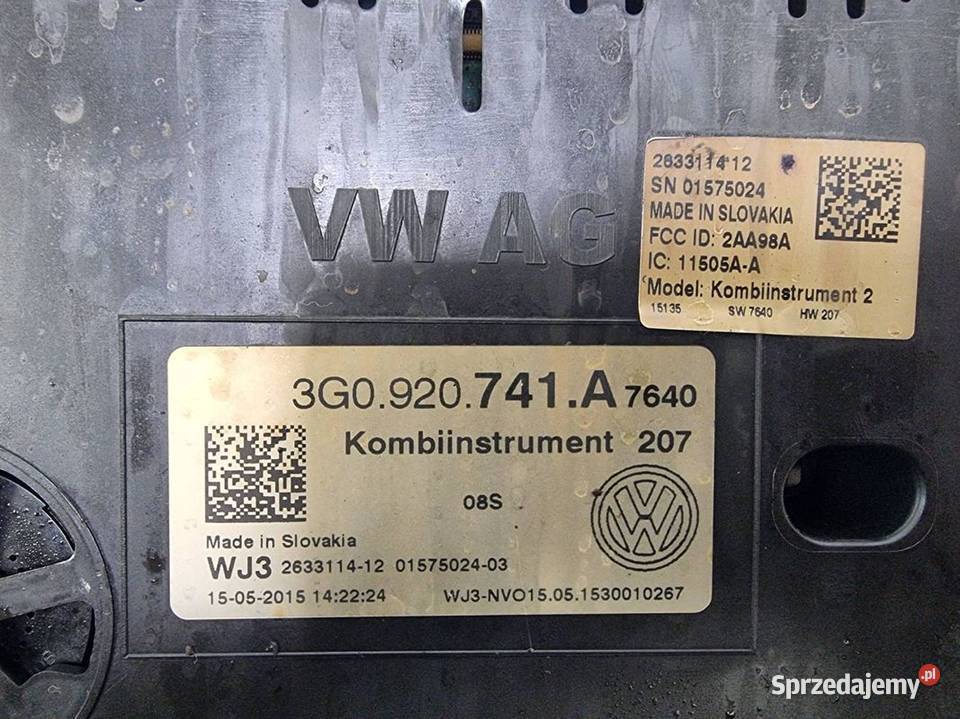 VW AG
2633114 12
SN 01575024
MADE IN SLOVAKIA
FCC ID: 2AA98A
IC: 11505A-A
Model: Kombiinstrument 2
15135 SW 7640 HW 207
3G0.920.741.A 7640
Kombiinstrument 207
08S
Made in Slovakia
WJ3 2633114-12 01575024-03
15-05-2015 14:22:24 WJ3-NVO15.05.1530010267
Sprzedajemy.pl